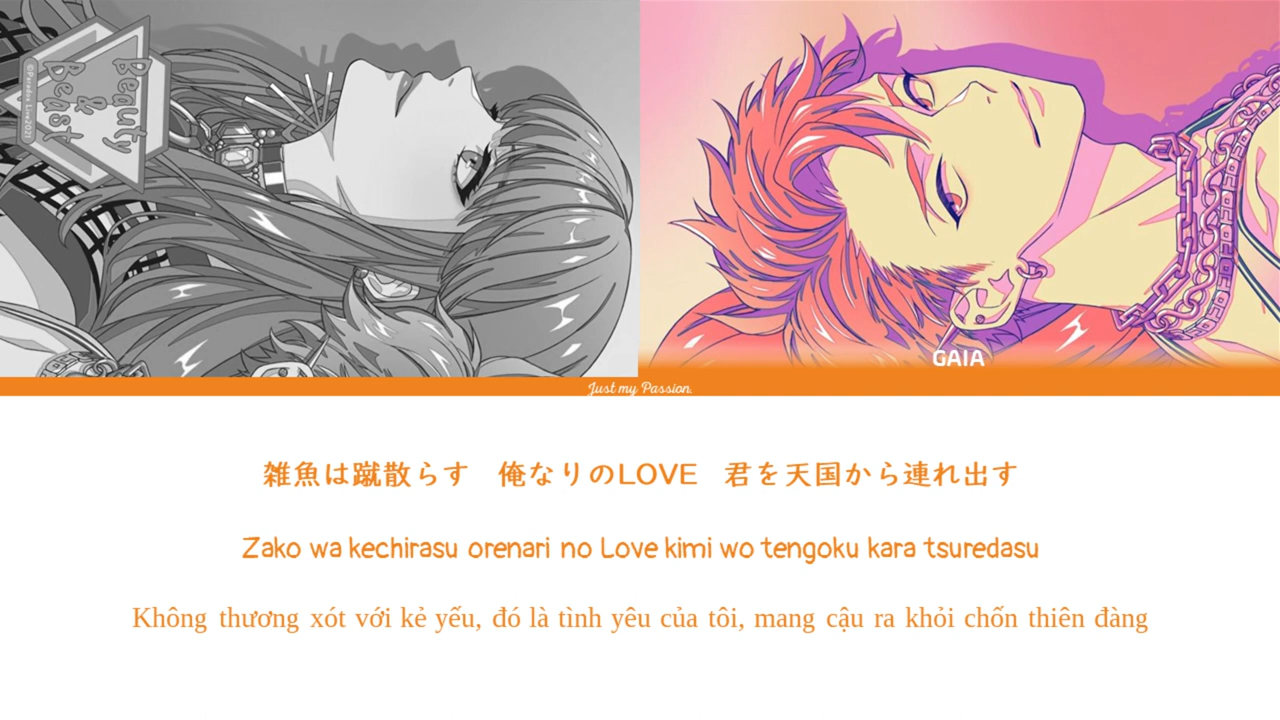 Beauty
&
Beast
©Paradox Live2021
GAIA
Just my Passion.
雑魚は蹴散らす　俺なりのLOVE　君を天国から連れ出す
Zako wa kechirasu orenari no Love kimi wo tengoku kara tsuredasu
Không thương xót với kẻ yếu, đó là tình yêu của tôi, mang cậu ra khỏi chốn thiên đàng